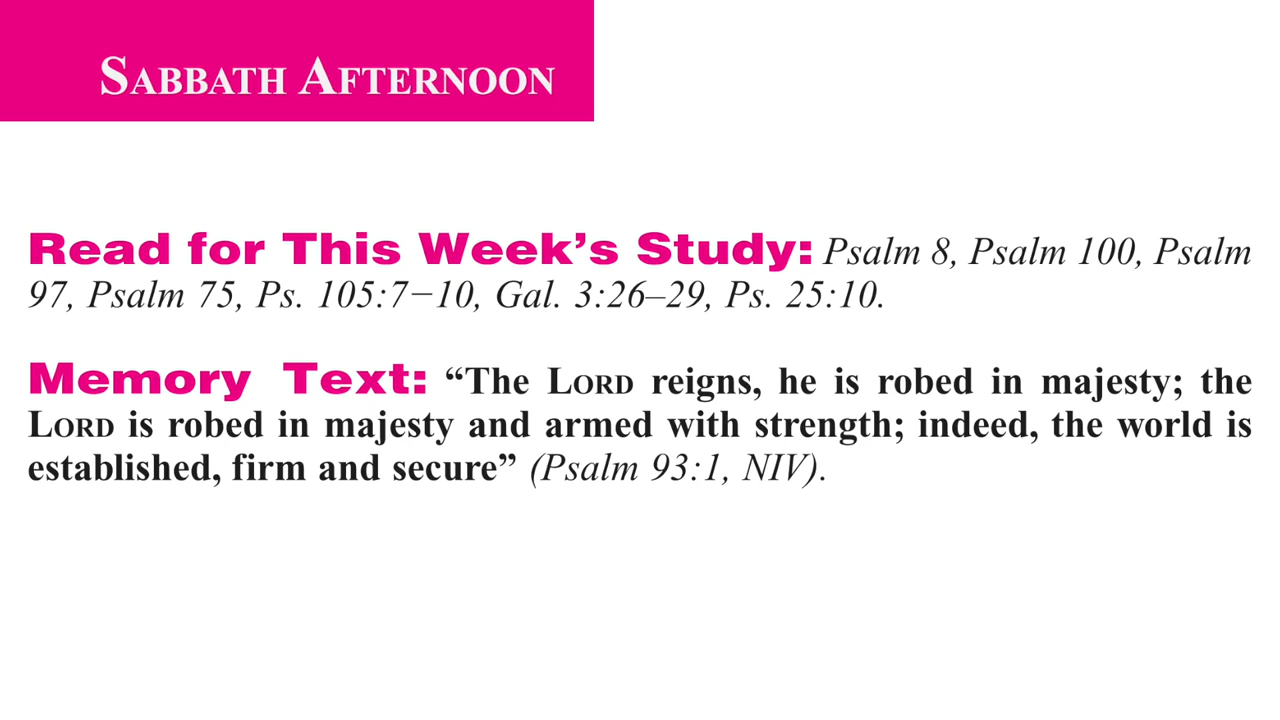 SABBATH AFTERNOON
Read for This Week’s Study: Psalm 8, Psalm 100, Psalm
97, Psalm 75, Ps. 105:7−10, Gal. 3:26–29, Ps. 25:10.
Memory Text: “The LORD reigns, he is robed in majesty; the
LORD is robed in majesty and armed with strength; indeed, the world is
established, firm and secure” (Psalm 93:1, NIV).